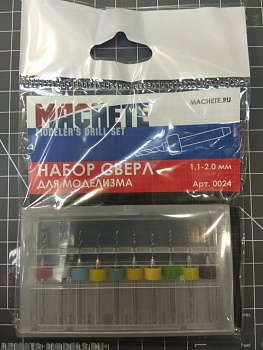 MACHETE.RU
MACHETE
MODELER'S DRILL SET
НАБОР СВЕРЛ
ДЛЯ МОДЕЛИЗМА
1.1-2.0 мм
Арт. 0024